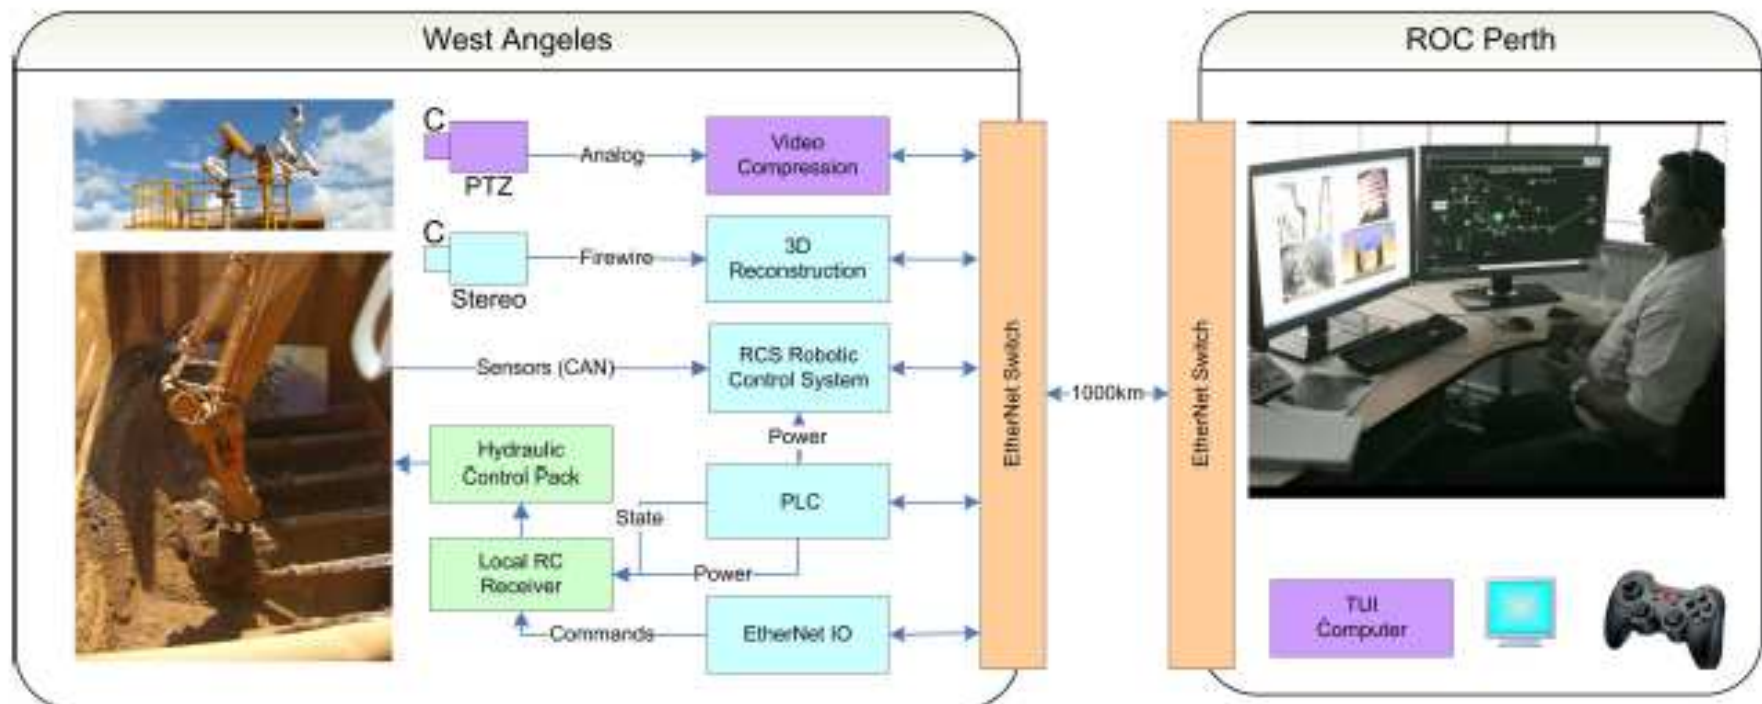 West Angeles
ROC Perth
C
PTZ
Analog
Video
Compression
C
Stereo
Firewire
3D
Reconstruction
Sensors (CAN)
RCS Robotic
Control System
Power
Hydraulic
Control Pack
PLC
State
Local RC
Receiver
Power
Commands
EtherNet IO
EtherNet Switch
1000km
EtherNet Switch
TUI
Computer